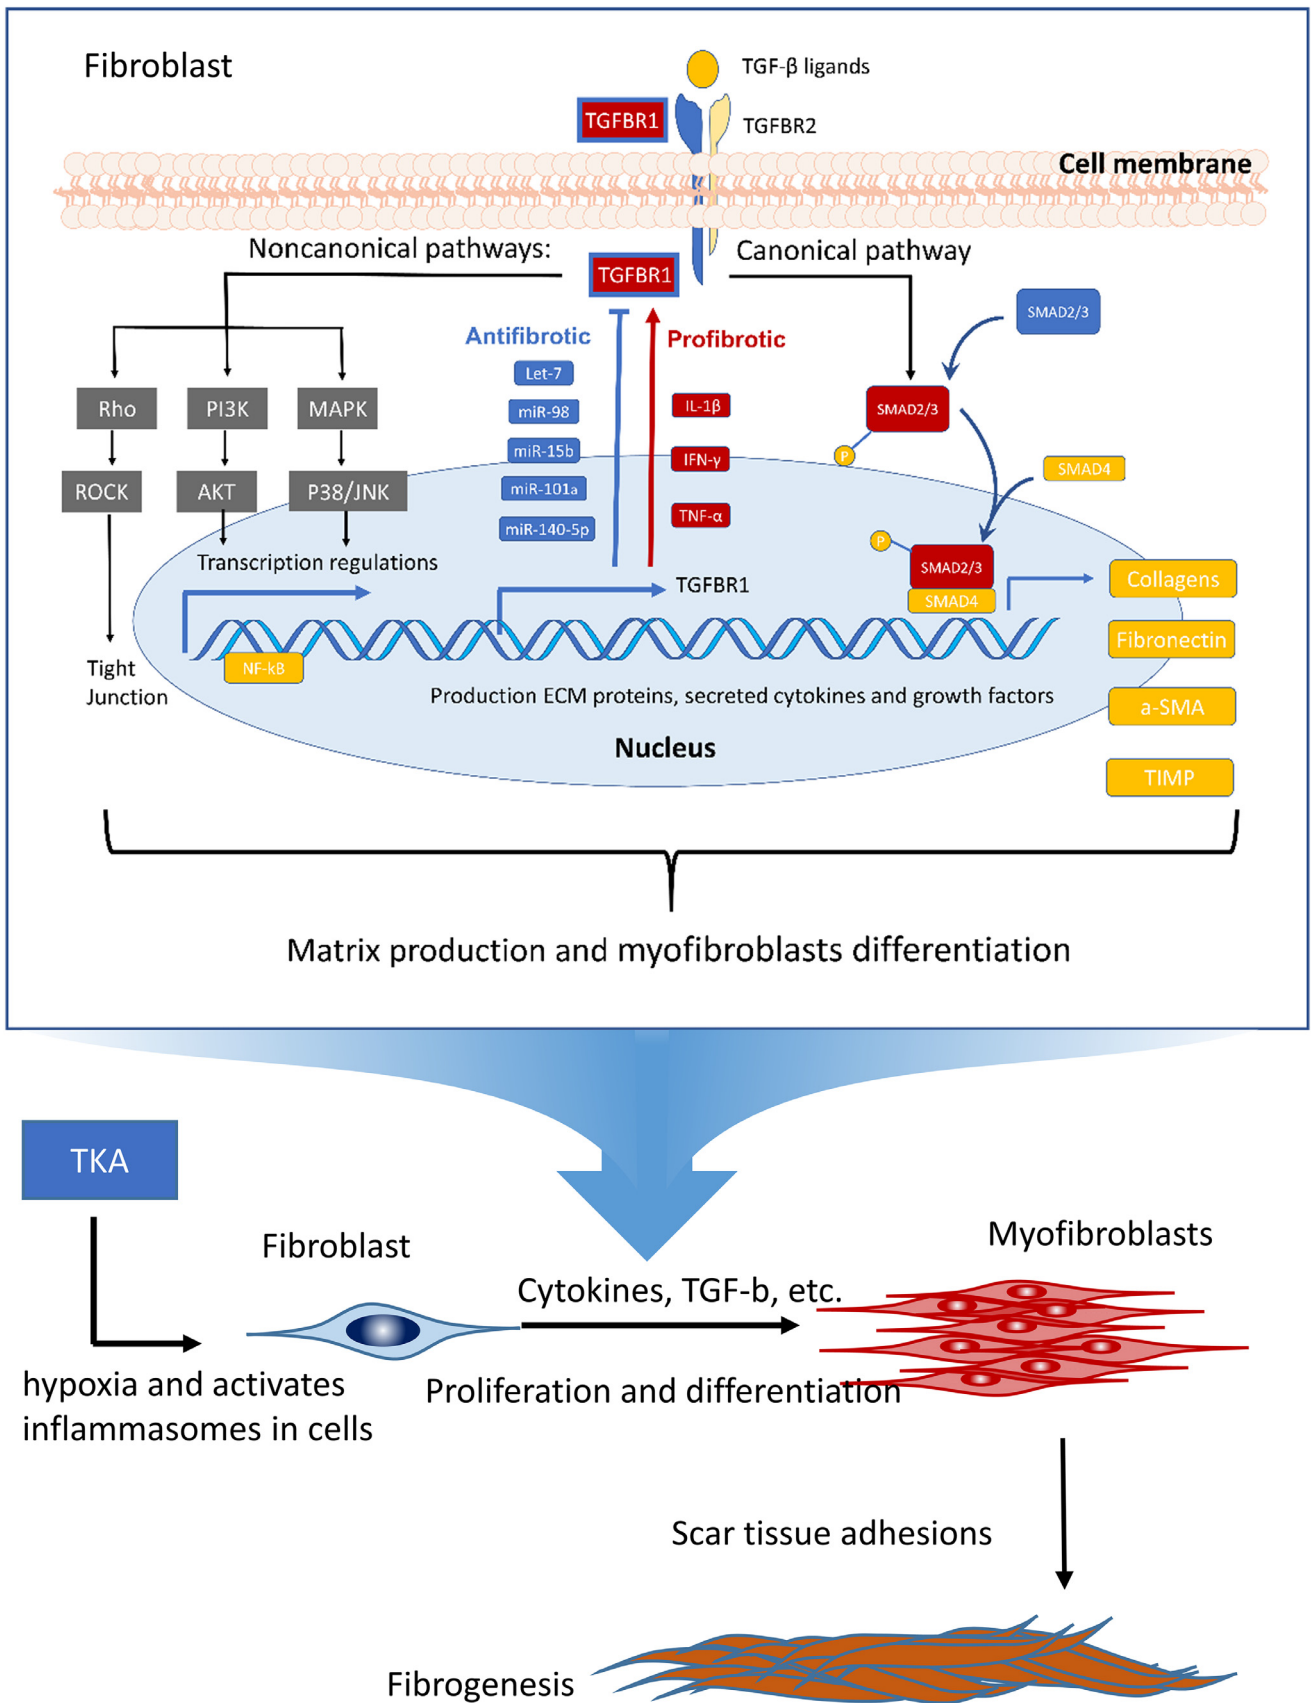 Fibroblast
TGF-β ligands
TGFBR1
TGFBR2
Cell membrane
Noncanonical pathways:
TGFBR1
Canonical pathway
Antifibrotic
Profibrotic
SMAD2/3
Let-7
miR-98
miR-15b
miR-101a
miR-140-5p
IL-1β
IFN-γ
TNF-α
Rho
PI3K
MAPK
SMAD2/3
P
SMAD4
ROCK
AKT
P38/JNK
Transcription regulations
P
SMAD2/3
SMAD4
TGFBR1
Collagens
Fibronectin
a-SMA
TIMP
Tight
Junction
NF-kB
Production ECM proteins, secreted cytokines and growth factors
Nucleus
Matrix production and myofibroblasts differentiation
TKA
Fibroblast
Myofibroblasts
Cytokines, TGF-b, etc.
hypoxia and activates
inflammasomes in cells
Proliferation and differentiation
Scar tissue adhesions
Fibrogenesis